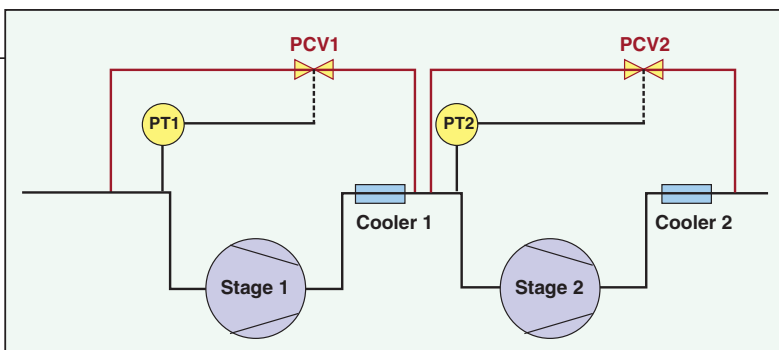 PCV1
PCV2
PT1
PT2
Cooler 1
Cooler 2
Stage 1
Stage 2